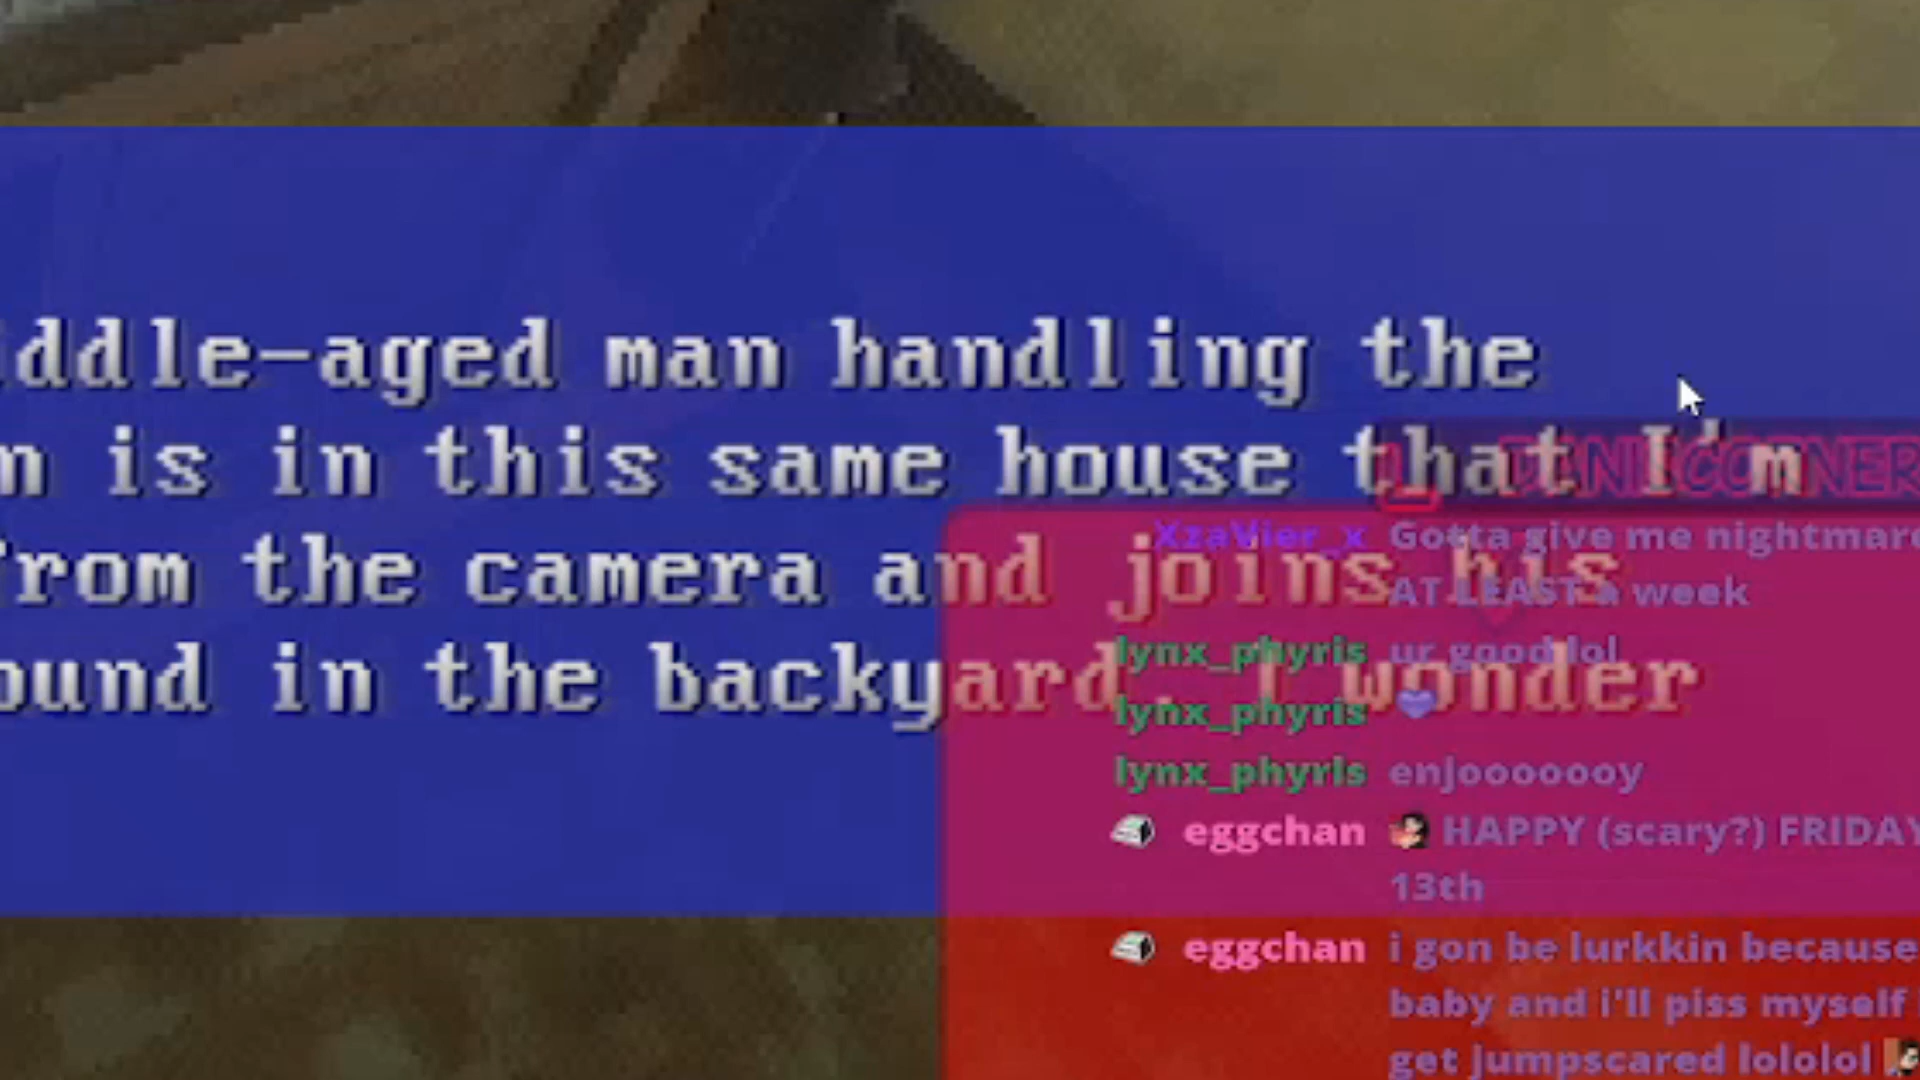 iddle-aged man handling the
n is in this same house that I'm
from the camera and joins his
ound in the backyard. I wonder
DANISCORNER
XzaVier_x Gotta give me nightmare
AT LEAST a week
lynx_phyris ur good lol
lynx_phyris 💜
lynx_phyris enjooooooy
eggchan HAPPY (scary?) FRIDAY
13th
eggchan i gon be lurkkin because
baby and i'll piss myself i
get jumpscared lololol